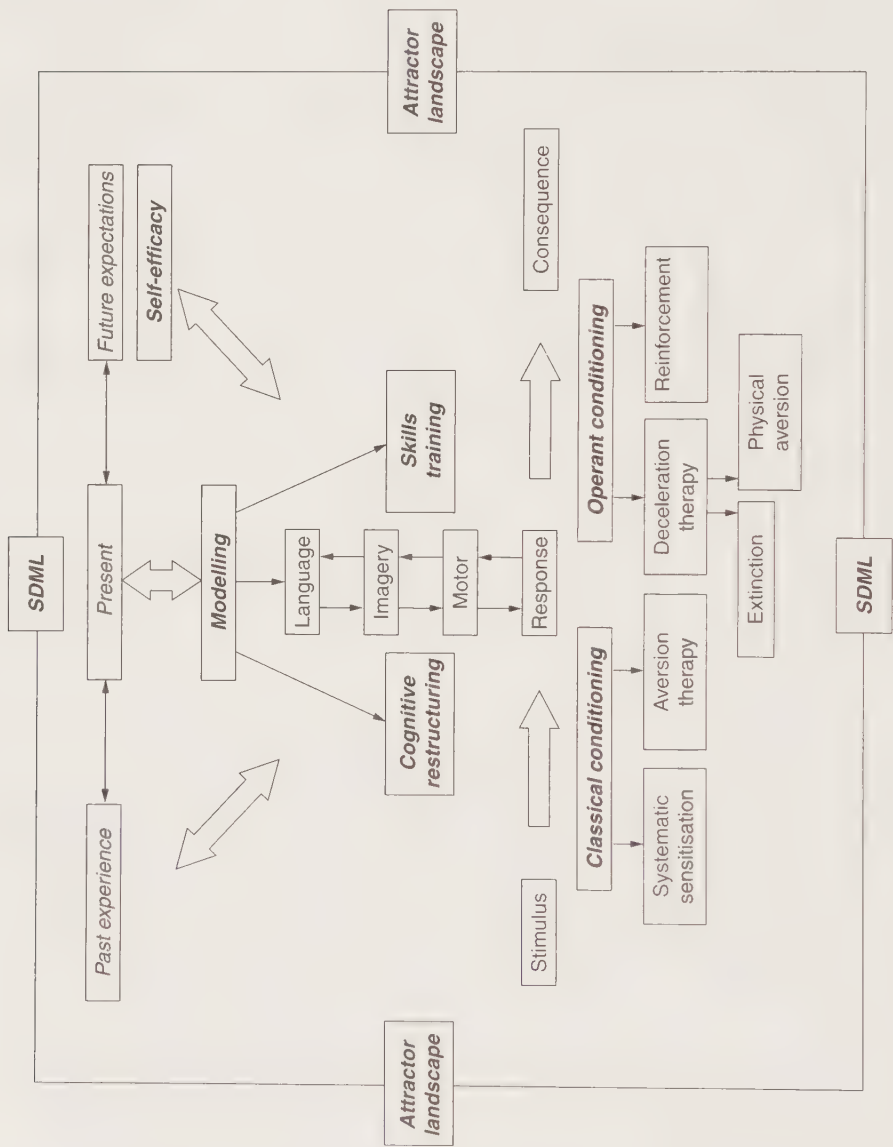 SDML
Attractor
landscape
Past experience
Present
Future expectations
Self-efficacy
Modelling
Cognitive
restructuring
Language
Imagery
Motor
Response
Skills
training
Stimulus
Consequence
Classical conditioning
Operant conditioning
Systematic
sensitisation
Aversion
therapy
Deceleration
therapy
Reinforcement
Extinction
Physical
aversion
Attractor
landscape
SDML